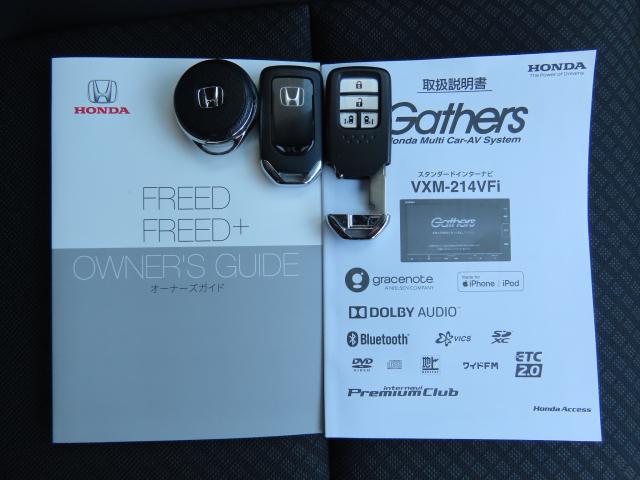 HONDA
FREED
FREED+
OWNER'S GUIDE
オーナーズガイド
HONDA
The Power of Dreams
取扱説明書
Gathers
Honda Multi Car-AV System
スタンダードインターナビ
VXM-214VFi
Gathers
gracenote
A NIELSEN COMPANY
Made for
iPhone | iPod
DOLBY AUDIO
Bluetooth
VICS
SD
XC
DVD
VIDEO
ワイドFM
ETC
2.0
internavi
PremiumClub
Honda Access